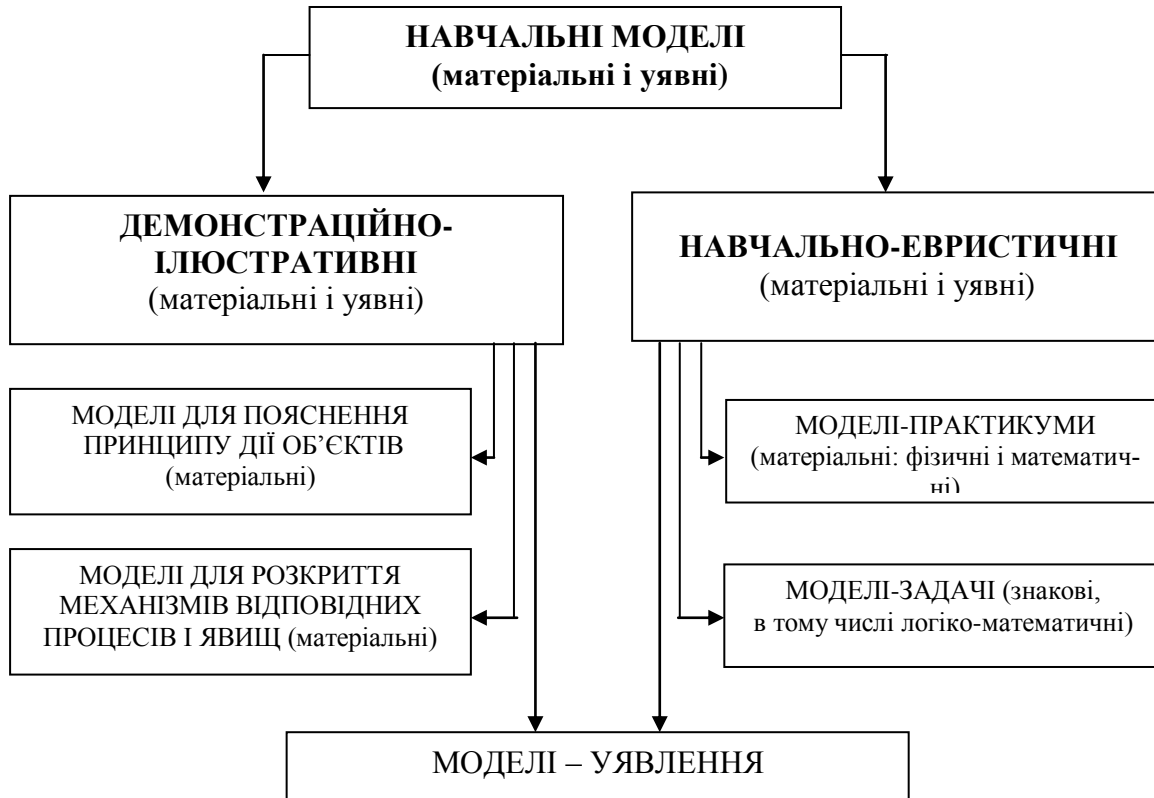 НАВЧАЛЬНІ МОДЕЛІ
(матеріальні і уявні)
ДЕМОНСТРАЦІЙНО-
ІЛЮСТРАТИВНІ
(матеріальні і уявні)
НАВЧАЛЬНО-ЕВРИСТИЧНІ
(матеріальні і уявні)
МОДЕЛІ ДЛЯ ПОЯСНЕННЯ
ПРИНЦИПУ ДІЇ ОБ’ЄКТІВ
(матеріальні)
МОДЕЛІ-ПРАКТИКУМИ
(матеріальні: фізичні і математич-
ні)
МОДЕЛІ ДЛЯ РОЗКРИТТЯ
МЕХАНІЗМІВ ВІДПОВІДНИХ
ПРОЦЕСІВ І ЯВИЩ (матеріальні)
МОДЕЛІ-ЗАДАЧІ (знакові,
в тому числі логіко-математичні)
МОДЕЛІ – УЯВЛЕННЯ